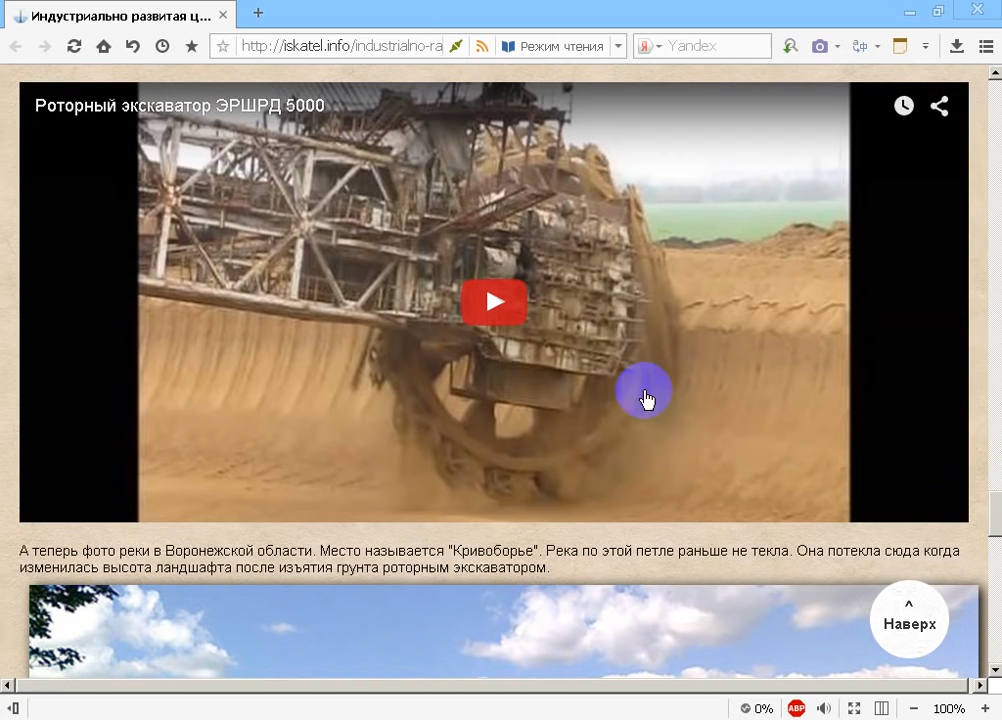 Индустриально развитая ц...
http://iskatel.info/industrialno-ra
Режим чтения
Я
Yandex
Роторный экскаватор ЭРШРД 5000
А теперь фото реки в Воронежской области. Место называется "Кривоборье". Река по этой петле раньше не текла. Она потекла сюда когда
изменилась высота ландшафта после изъятия грунта роторным экскаватором.
^
Наверх
0%
ABP
100%